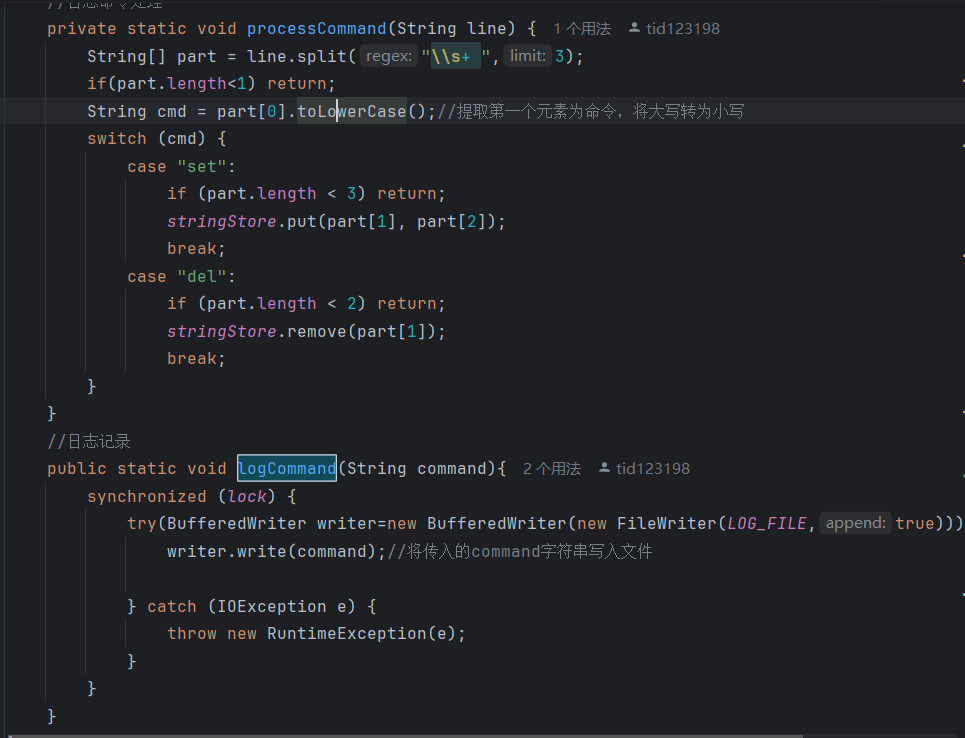 //日志命令处理
private static void processCommand(String line) { 1 个用法 tid123198
String[] part = line.split( regex: "\\s+ ", limit: 3);
if(part.length<1) return;
String cmd = part[0].toLowerCase();//提取第一个元素为命令，将大写转为小写
switch (cmd) {
case "set":
if (part.length < 3) return;
stringStore.put(part[1], part[2]);
break;
case "del":
if (part.length < 2) return;
stringStore.remove(part[1]);
break;
}
}
//日志记录
public static void logCommand(String command){ 2 个用法 tid123198
synchronized (lock) {
try(BufferedWriter writer=new BufferedWriter(new FileWriter(LOG_FILE, append: true)))
writer.write(command);//将传入的command字符串写入文件
} catch (IOException e) {
throw new RuntimeException(e);
}
}
}